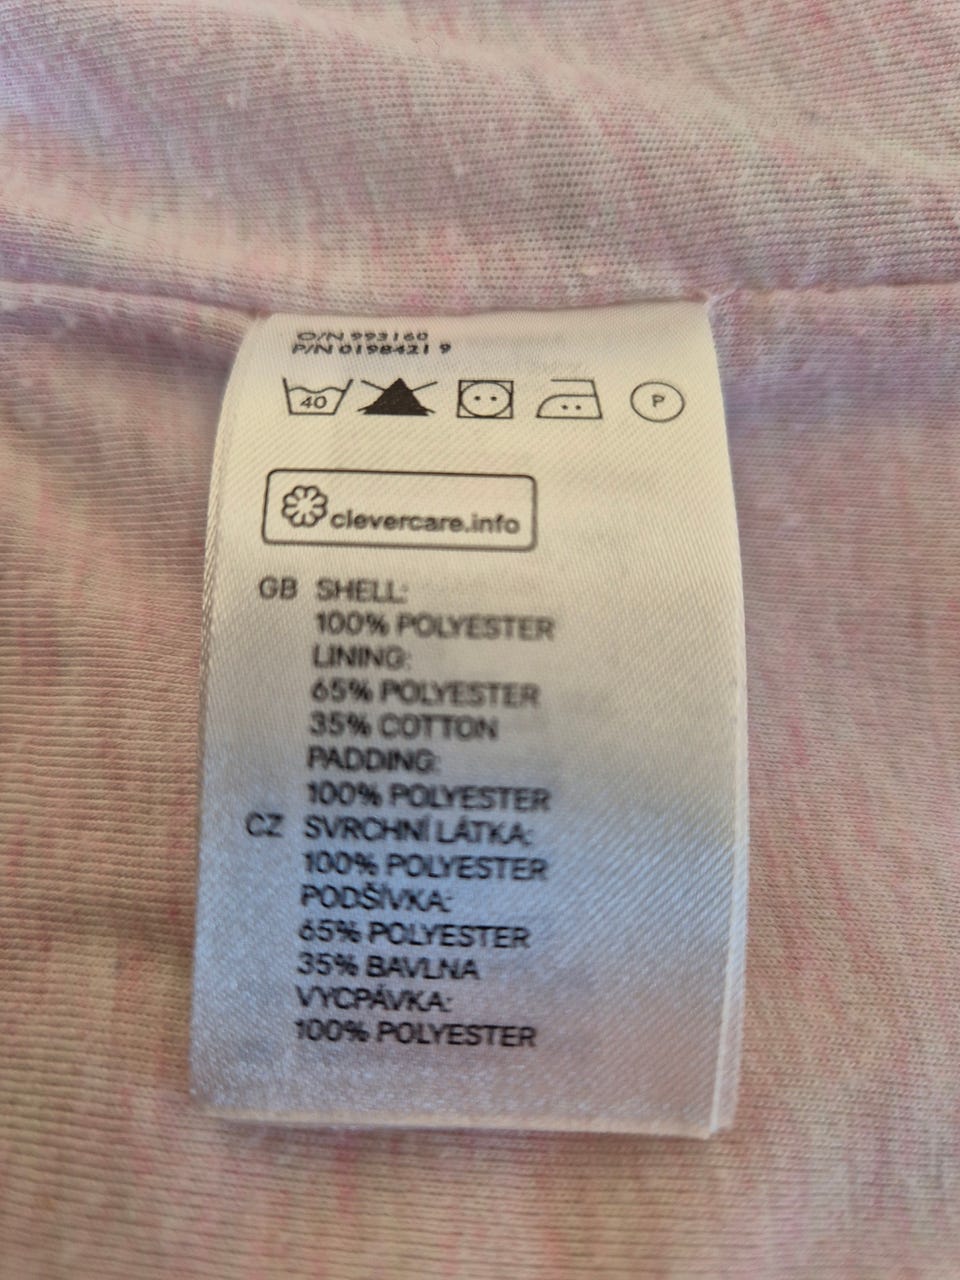 O/N 993160
P/N 0198421 9
40 P
clevercare.info
GB SHELL:
100% POLYESTER
LINING:
65% POLYESTER
35% COTTON
PADDING:
100% POLYESTER
CZ SVRCHNÍ LÁTKA:
100% POLYESTER
PODŠÍVKA:
65% POLYESTER
35% BAVLNA
VYCPÁVKA:
100% POLYESTER